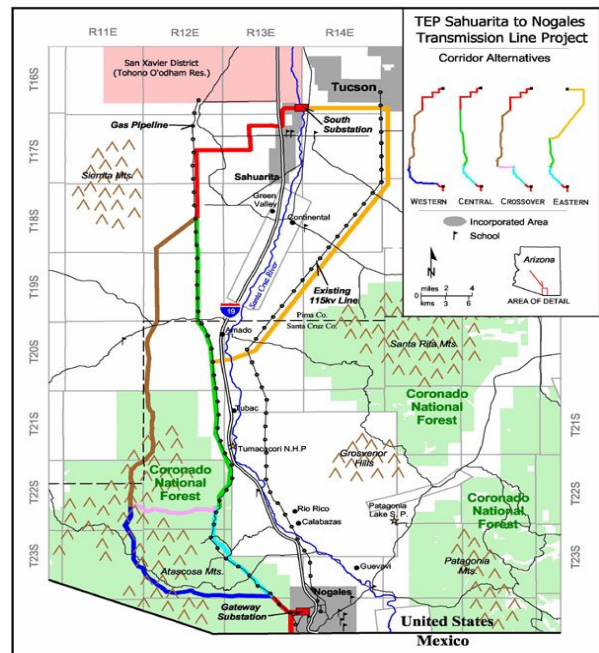 R11E
R12E
R13E
R14E
TEP Sahuarita to Nogales
Transmission Line Project
Corridor Alternatives
WESTERN
CENTRAL
CROSSOVER
EASTERN
Incorporated Area
School
N
miles
0 2 4
kms
0 4
Arizona
AREA OF DETAIL
T16S
San Xavier District
(Tohono O'odham Res.)
Tucson
Gas Pipeline
South
Substation
T17S
Sierrita Mts.
Sahuarita
Green
Valley
Continental
T18S
Santa Cruz River
T19S
Existing
115kv Line
19
Pima Co.
Santa Cruz Co.
Amado
T20S
Santa Rita Mts.
Coronado
National
Forest
T21S
T21S
Tubac
Tumacacori N.H.P
Grosvenor
Hills
Coronado
National
Forest
T22S
T22S
Coronado
National
Forest
Rio Rico
Calabazas
Patagonia
Lake S.P.
T23S
T23S
Atascosa Mts.
Guevavi
Patagonia
Mts.
Nogales
Gateway
Substation
United States
Mexico